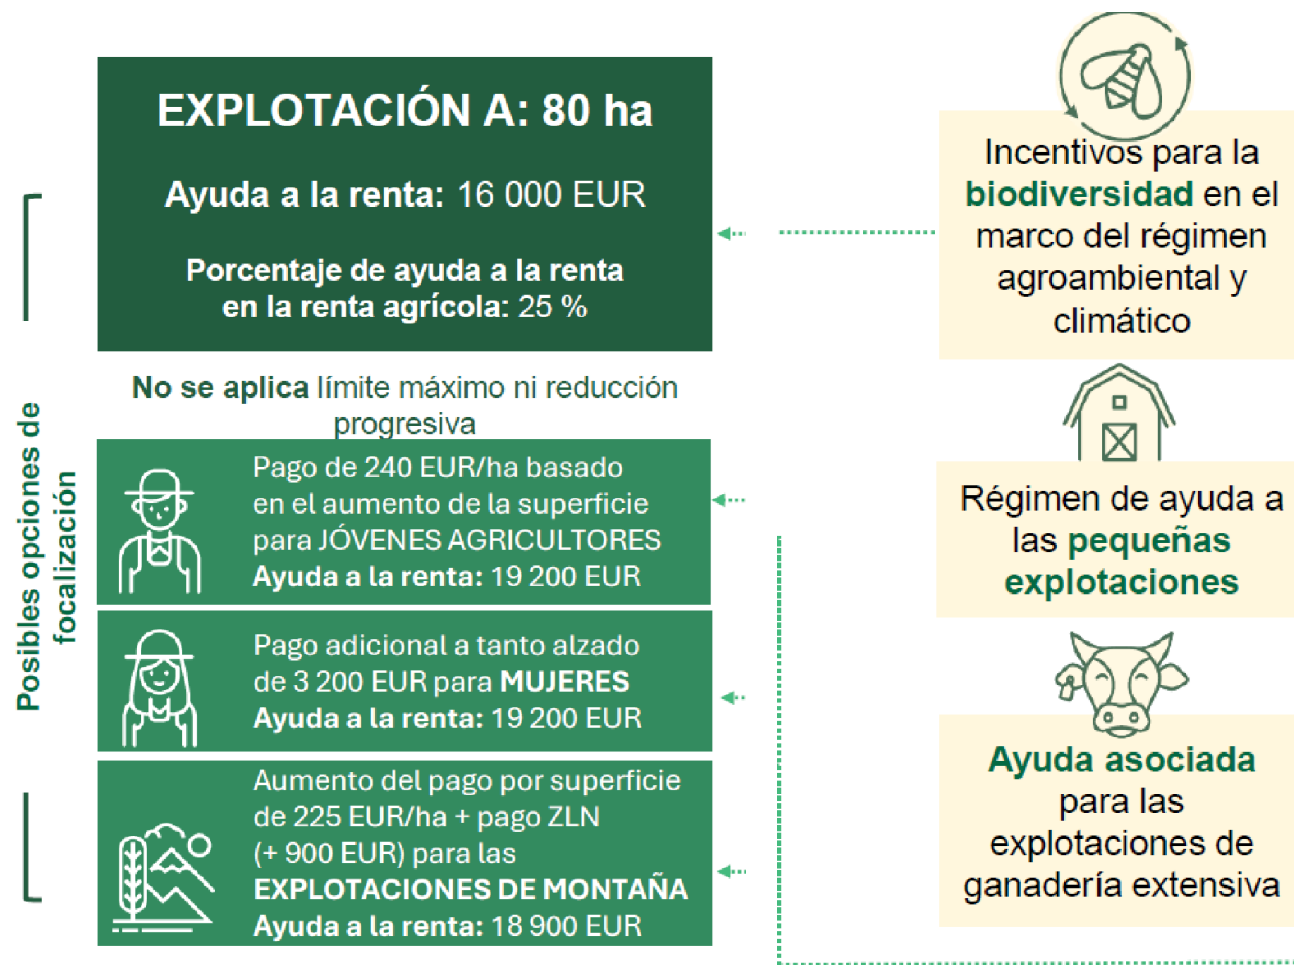 EXPLOTACIÓN A: 80 ha
Ayuda a la renta: 16 000 EUR
Porcentaje de ayuda a la renta
en la renta agrícola: 25 %
No se aplica límite máximo ni reducción
progresiva
Posibles opciones de
focalización
Pago de 240 EUR/ha basado
en el aumento de la superficie
para JÓVENES AGRICULTORES
Ayuda a la renta: 19 200 EUR
Pago adicional a tanto alzado
de 3 200 EUR para MUJERES
Ayuda a la renta: 19 200 EUR
Aumento del pago por superficie
de 225 EUR/ha + pago ZLN
(+ 900 EUR) para las
EXPLOTACIONES DE MONTAÑA
Ayuda a la renta: 18 900 EUR
Incentivos para la
biodiversidad en el
marco del régimen
agroambiental y
climático
Régimen de ayuda a
las pequeñas
explotaciones
Ayuda asociada
para las
explotaciones de
ganadería extensiva